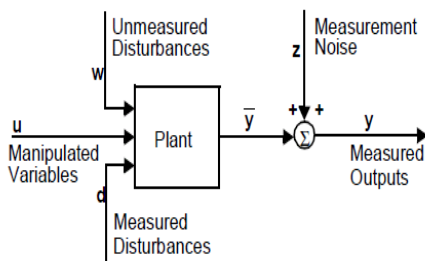 Unmeasured
Disturbances
w
Measurement
Noise
z
u
Manipulated
Variables
Plant
y
+ +
Σ
y
Measured
Outputs
d
Measured
Disturbances